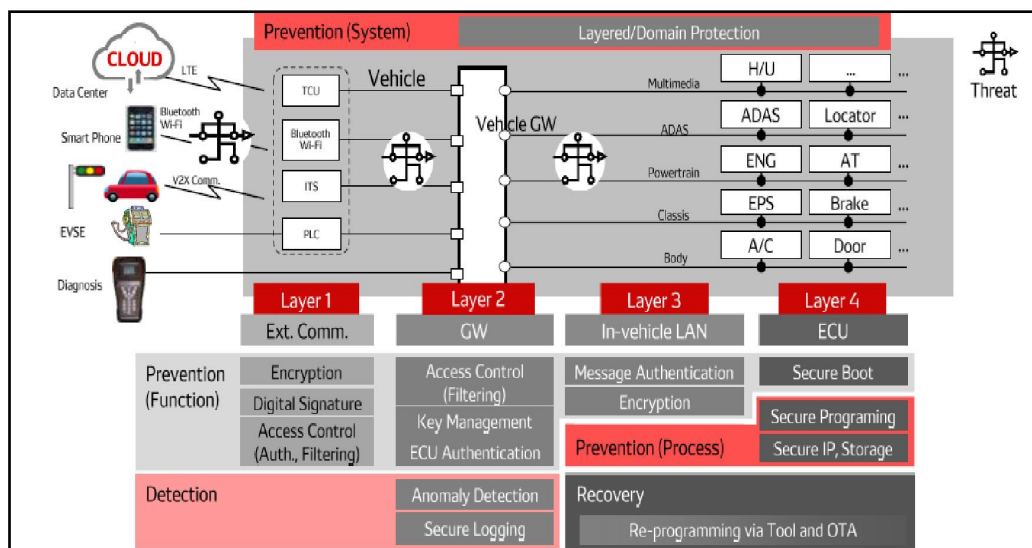 Prevention (System)
Layered/Domain Protection
CLOUD
LTE
Data Center
Bluetooth
Wi-Fi
Smart Phone
V2X Comm.
EVSE
Diagnosis
TCU
Bluetooth
Wi-Fi
ITS
PLC
Vehicle
Vehicle GW
Multimedia
H/U
...
...
ADAS
ADAS
Locator
...
Powertrain
ENG
AT
...
Classis
EPS
Brake
...
Body
A/C
Door
...
Threat
Layer 1
Layer 2
Layer 3
Layer 4
Ext. Comm.
GW
In-vehicle LAN
ECU
Prevention
(Function)
Encryption
Digital Signature
Access Control
(Auth., Filtering)
Access Control
(Filtering)
Key Management
ECU Authentication
Message Authentication
Encryption
Secure Boot
Prevention (Process)
Secure Programing
Secure IP, Storage
Detection
Anomaly Detection
Secure Logging
Recovery
Re-programming via Tool and OTA